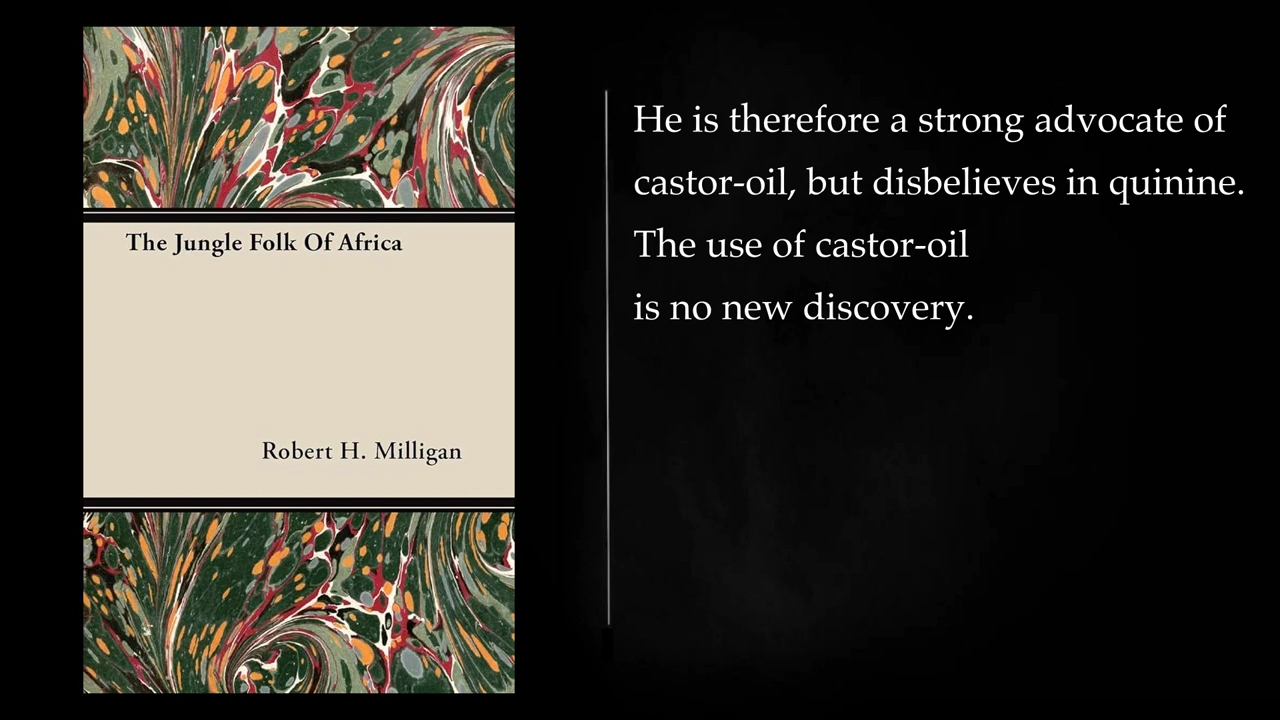 The Jungle Folk Of Africa
Robert H. Milligan
He is therefore a strong advocate of
castor-oil, but disbelieves in quinine.
The use of castor-oil
is no new discovery.